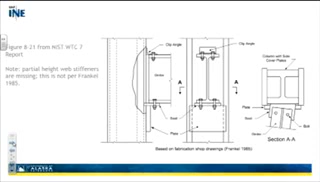 INE
Figure 8 21 from NIST WTC 7
Report
Note: partial height web stiffeners
are missing; this is not per Frankel
1985.
Clip Angle
Clip Angle
Column with Side
Cover Plates
Girder
A
A
Knife
Plate
Plate
Girder
Bolt
Section A-A
Based on fabrication shop drawings (Frankel 1985)
ALASKA